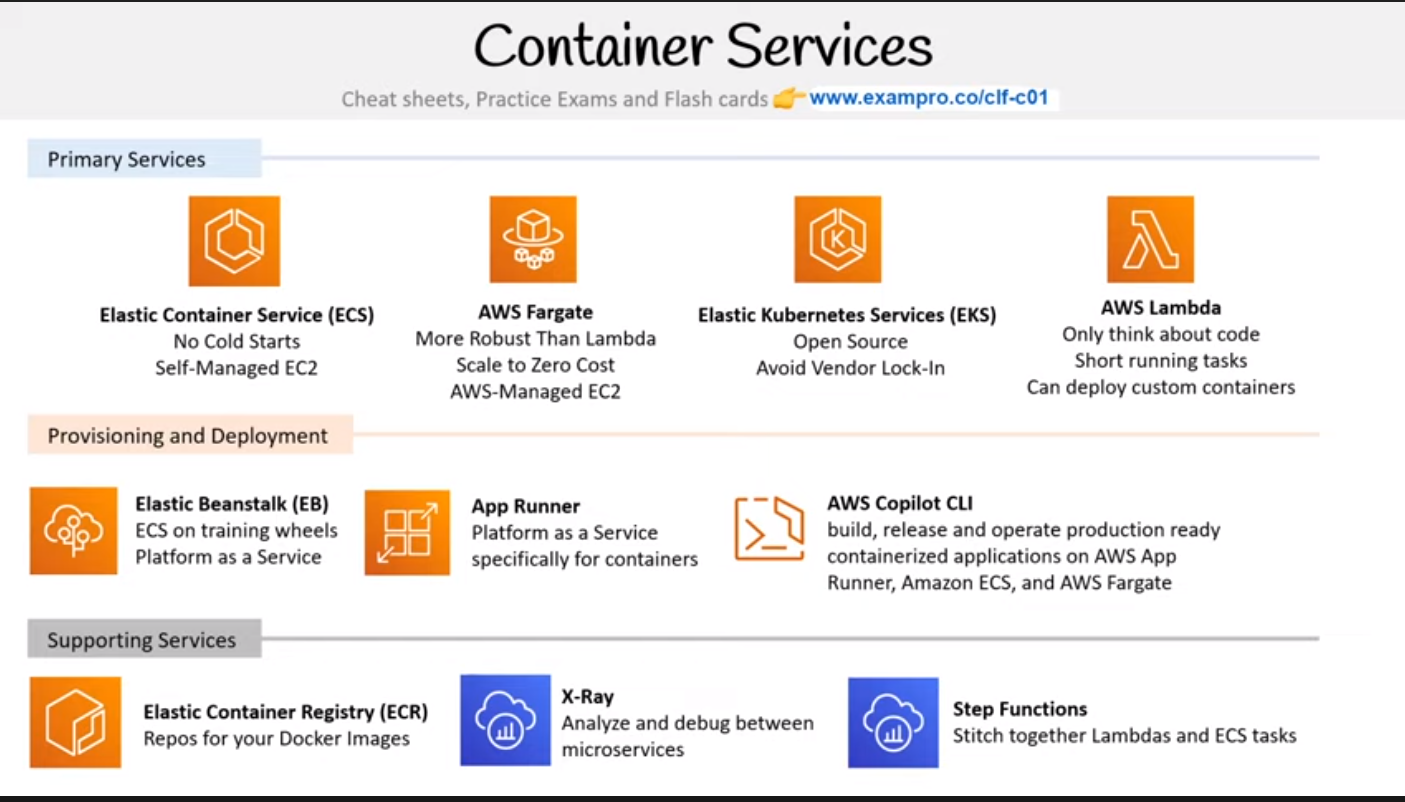 Container Services
Cheat sheets, Practice Exams and Flash cards 👉 www.exampro.co/clf-c01
Primary Services
Elastic Container Service (ECS)
No Cold Starts
Self-Managed EC2
AWS Fargate
More Robust Than Lambda
Scale to Zero Cost
AWS-Managed EC2
K
Elastic Kubernetes Services (EKS)
Open Source
Avoid Vendor Lock-In
AWS Lambda
Only think about code
Short running tasks
Can deploy custom containers
Provisioning and Deployment
Elastic Beanstalk (EB)
ECS on training wheels
Platform as a Service
App Runner
Platform as a Service
specifically for containers
AWS Copilot CLI
build, release and operate production ready
containerized applications on AWS App
Runner, Amazon ECS, and AWS Fargate
Supporting Services
Elastic Container Registry (ECR)
Repos for your Docker Images
X-Ray
Analyze and debug between
microservices
Step Functions
Stitch together Lambdas and ECS tasks